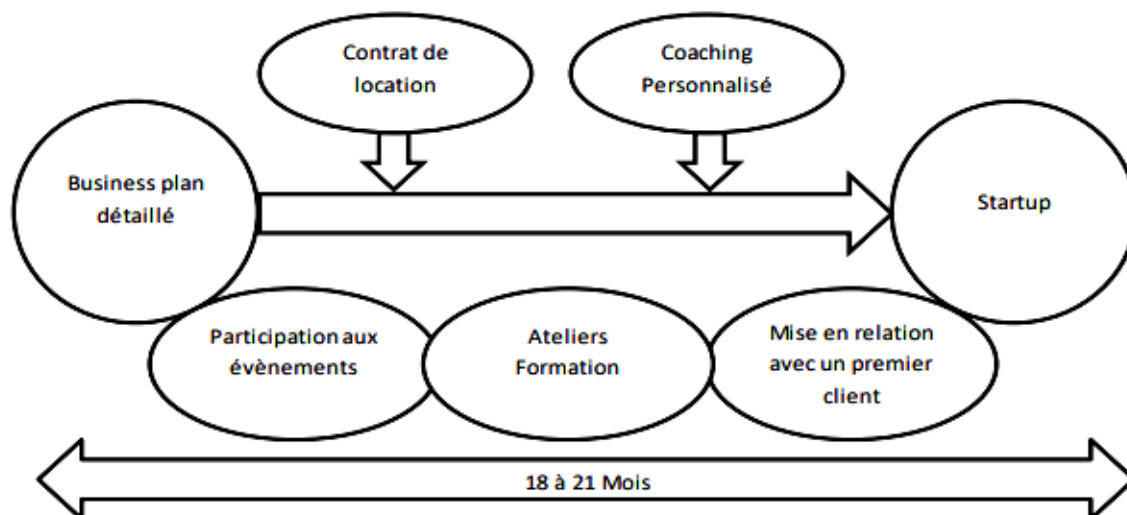 Contrat de
location
Coaching
Personnalisé
Business plan
détaillé
Startup
Participation aux
évènements
Ateliers
Formation
Mise en relation
avec un premier
client
18 à 21 Mois